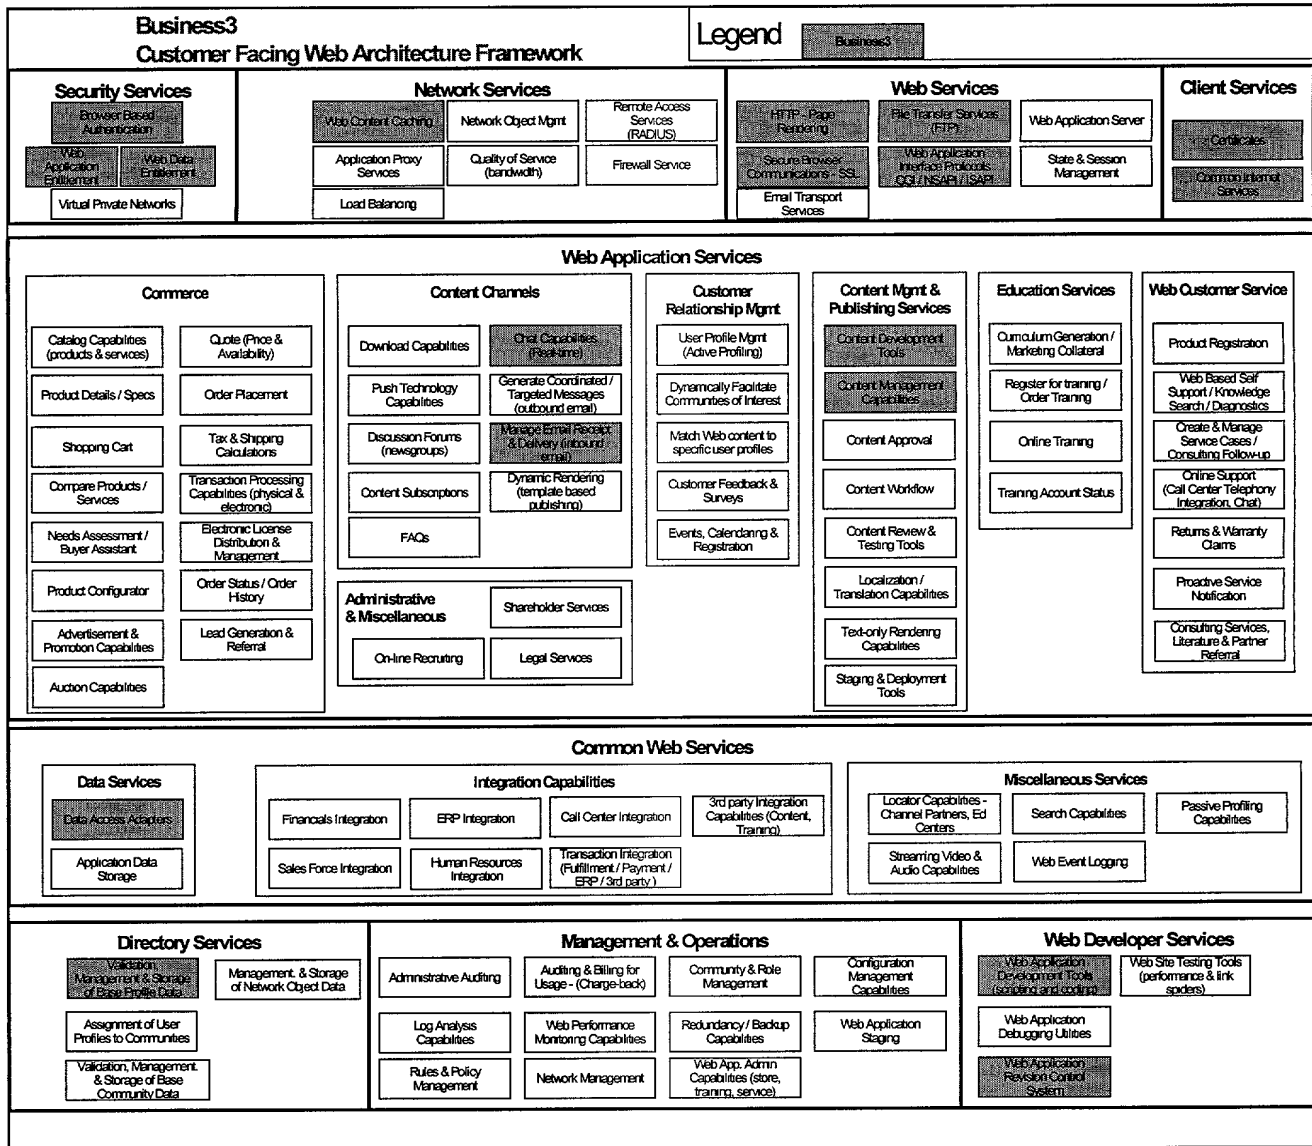 Business3
Customer Facing Web Architecture Framework
Legend
Business3
Security Services
Browser Based
Authentication
Web
Application
Entitlement
Web Data
Entitlement
Virtual Private Networks
Network Services
Web Content Caching
Network Object Mgmt
Remote Access
Services
(RADIUS)
Application Proxy
Services
Quality of Service
(bandwidth)
Firewall Service
Load Balancing
Web Services
HTTP - Page
Rendering
File Transfer Services
(FTP)
Web Application Server
Secure Browser
Communications - SSL
Web Application
Interface Protocols
CGI / NSAPI / ISAPI
State & Session
Management
Email Transport
Services
Client Services
Certificates
Common Internet
Services
Web Application Services
Commerce
Catalog Capabilities
(products & services)
Quote (Price &
Availability)
Product Details / Specs
Order Placement
Shopping Cart
Tax & Shipping
Calculations
Compare Products /
Services
Transaction Processing
Capabilities (physical &
electronic)
Needs Assessment /
Buyer Assistant
Electronic License
Distribution &
Management
Product Configurator
Order Status / Order
History
Advertisement &
Promotion Capabilities
Lead Generation &
Referral
Auction Capabilities
Content Channels
Download Capabilities
Chat Capabilities
(Real-time)
Push Technology
Capabilities
Generate Coordinated /
Targeted Messages
(outbound email)
Discussion Forums
(newsgroups)
Manage Email Receipt
& Delivery (inbound
email)
Content Subscriptions
Dynamic Rendering
(template based
publishing)
FAQs
Administrative
& Miscellaneous
Shareholder Services
On-line Recruiting
Legal Services
Customer
Relationship Mgmt
User Profile Mgmt
(Active Profiling)
Dynamically Facilitate
Communities of Interest
Match Web content to
specific user profiles
Customer Feedback &
Surveys
Events, Calendaring &
Registration
Content Mgmt &
Publishing Services
Content Development
Tools
Content Management
Capabilities
Content Approval
Content Workflow
Content Review &
Testing Tools
Localization /
Translation Capabilities
Text-only Rendering
Capabilities
Staging & Deployment
Tools
Education Services
Curriculum Generation /
Marketing Collateral
Register for training /
Order Training
Online Training
Training Account Status
Web Customer Service
Product Registration
Web Based Self
Support / Knowledge
Search / Diagnostics
Create & Manage
Service Cases /
Consulting Follow-up
Online Support
(Call Center Telephony
Integration, Chat)
Returns & Warranty
Claims
Proactive Service
Notification
Consulting Services,
Literature & Partner
Referral
Common Web Services
Data Services
Data Access Adapters
Application Data
Storage
Integration Capabilities
Financials Integration
ERP Integration
Call Center Integration
3rd party Integration
Capabilities (Content,
Training)
Sales Force Integration
Human Resources
Integration
Transaction Integration
(Fulfillment / Payment /
ERP / 3rd party )
Miscellaneous Services
Locator Capabilities -
Channel Partners, Ed
Centers
Search Capabilities
Passive Profiling
Capabilities
Streaming Video &
Audio Capabilities
Web Event Logging
Directory Services
Validation,
Management & Storage
of Base Profile Data
Management. & Storage
of Network Object Data
Assignment of User
Profiles to Communities
Validation, Management.
& Storage of Base
Community Data
Management & Operations
Administrative Auditing
Auditing & Billing for
Usage - (Charge-back)
Community & Role
Management
Configuration
Management
Capabilities
Log Analysis
Capabilities
Web Performance
Monitoring Capabilities
Redundancy / Backup
Capabilities
Web Application
Staging
Rules & Policy
Management
Network Management
Web App. Admin
Capabilities (store,
training, service)
Web Developer Services
Web Application
Development Tools
(scripting and coding)
Web Site Testing Tools
(performance & link
spiders)
Web Application
Debugging Utilities
Web Application
Revision Control
System